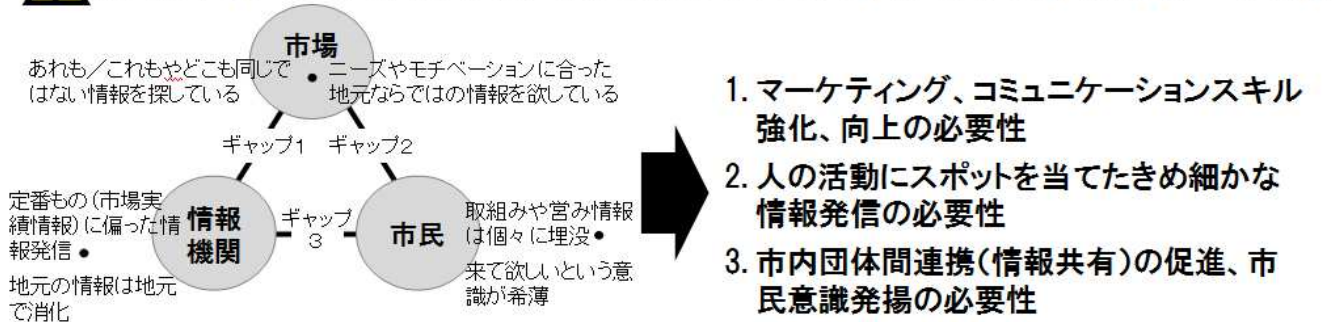 市場
あれも／これもやどこも同じで
はない情報を探している
● ニーズやモチベーションに合った
地元ならではの情報を欲している
ギャップ1
ギャップ2
定番もの(市場実
績情報)に偏った情
報発信 ●
地元の情報は地元
で消化
情報
機関
ギャップ
3
市民
取組みや営み情報
は個々に埋没●
来て欲しいという意
識が希薄
1. マーケティング、コミュニケーションスキル
強化、向上の必要性
2. 人の活動にスポットを当てたきめ細かな
情報発信の必要性
3. 市内団体間連携(情報共有)の促進、市
民意識発揚の必要性